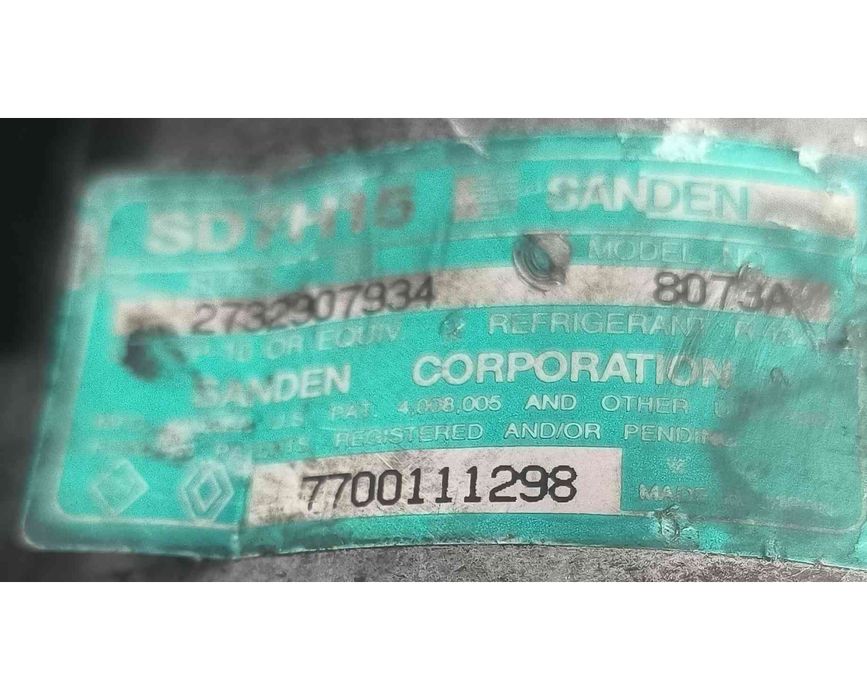 SD7H15 SANDEN
MODEL NO.
2732907934 8073A
10 OR EQUIV REFRIGERANT
SANDEN CORPORATION
U.S. PAT. 4,008,005 AND OTHER
REGISTERED AND/OR PENDING
7700111298
MADE